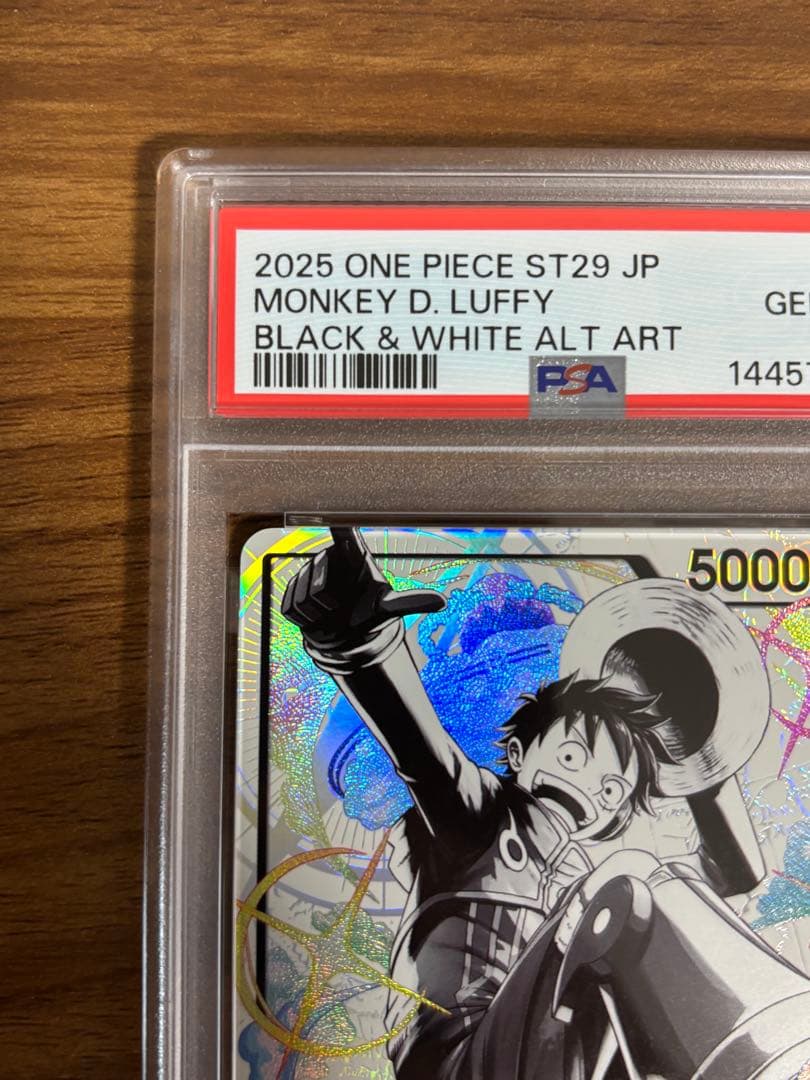 2025 ONE PIECE ST29 JP
MONKEY D. LUFFY
BLACK & WHITE ALT ART
PSA
5000